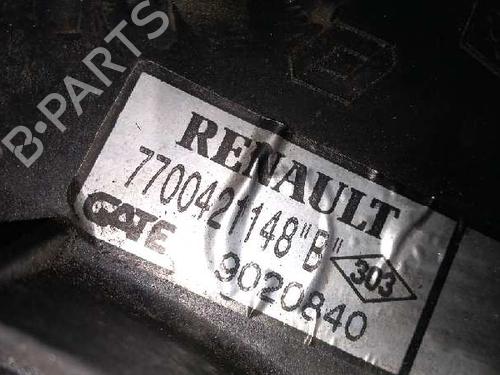 B-PARTS
RENAULT
7700421148"B"
303
GATE
9020840